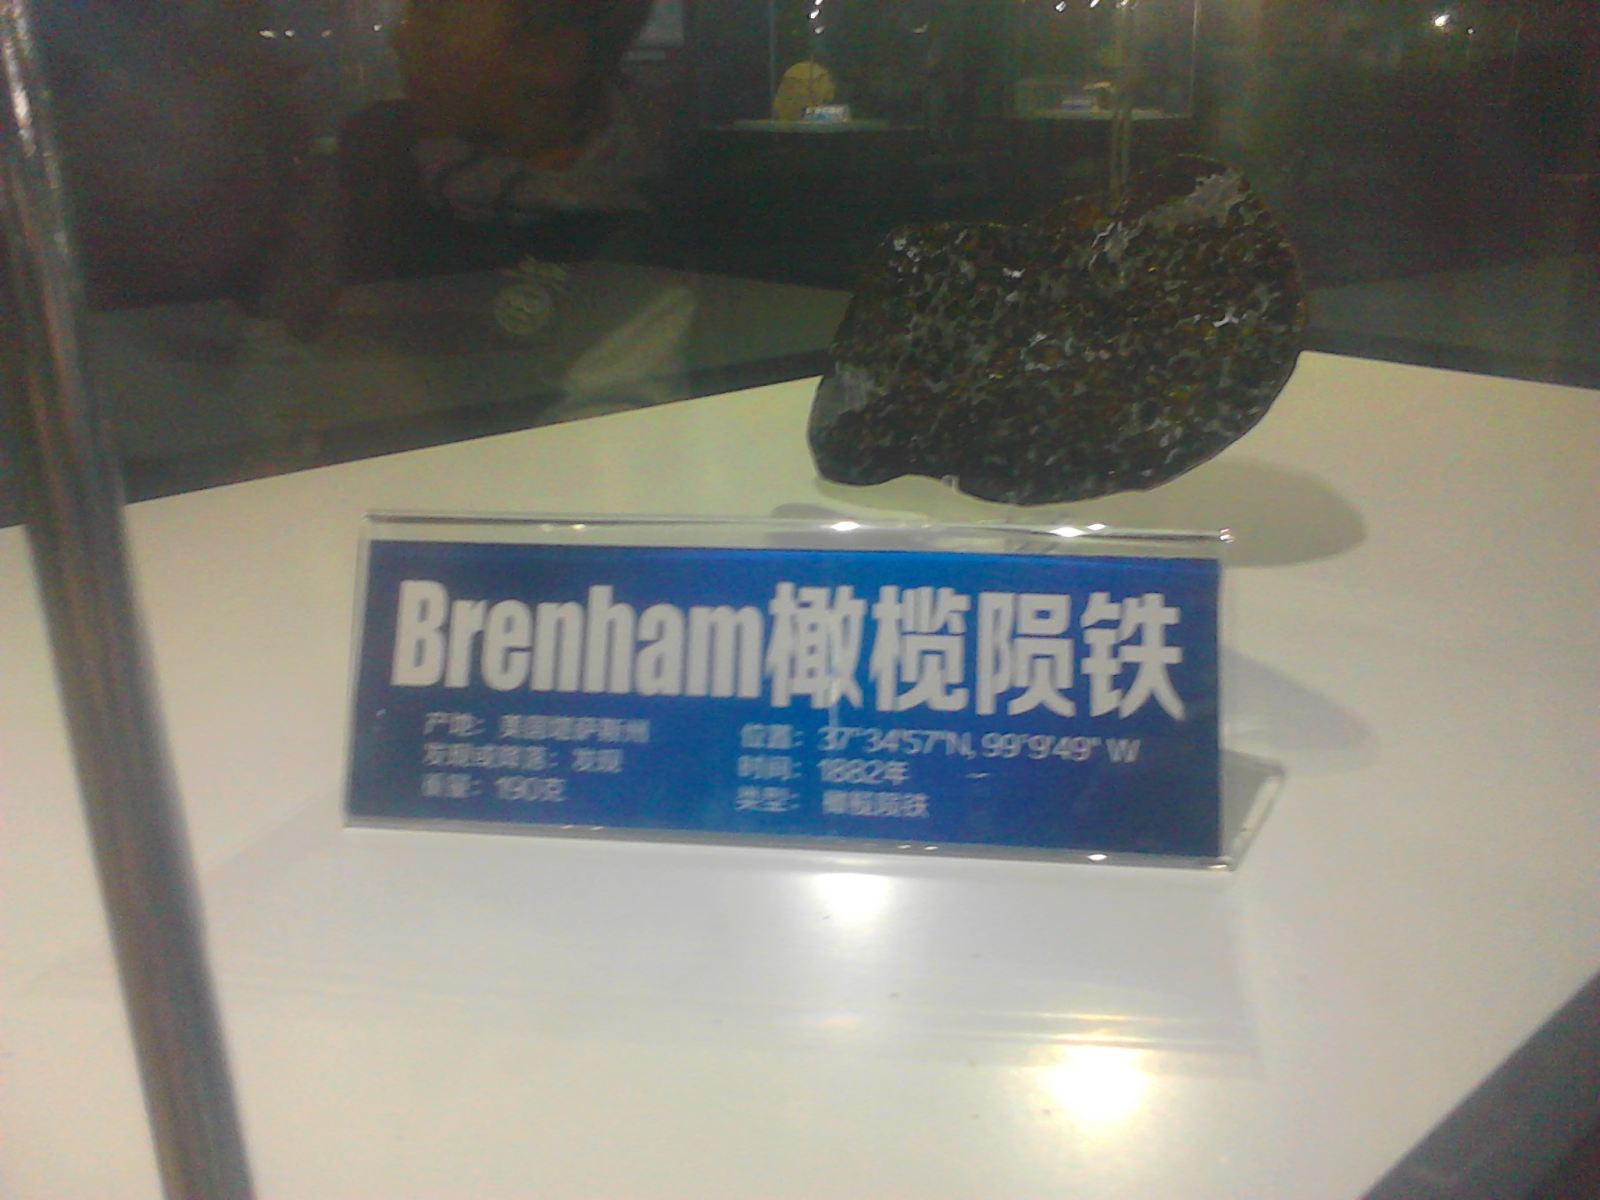 Brenham橄榄陨铁
产地：美国堪萨斯州
发现或降落：发现
重量：190克
位置：37°34'57"N, 99°9'49" W
时间：1882年
类型：橄榄陨铁